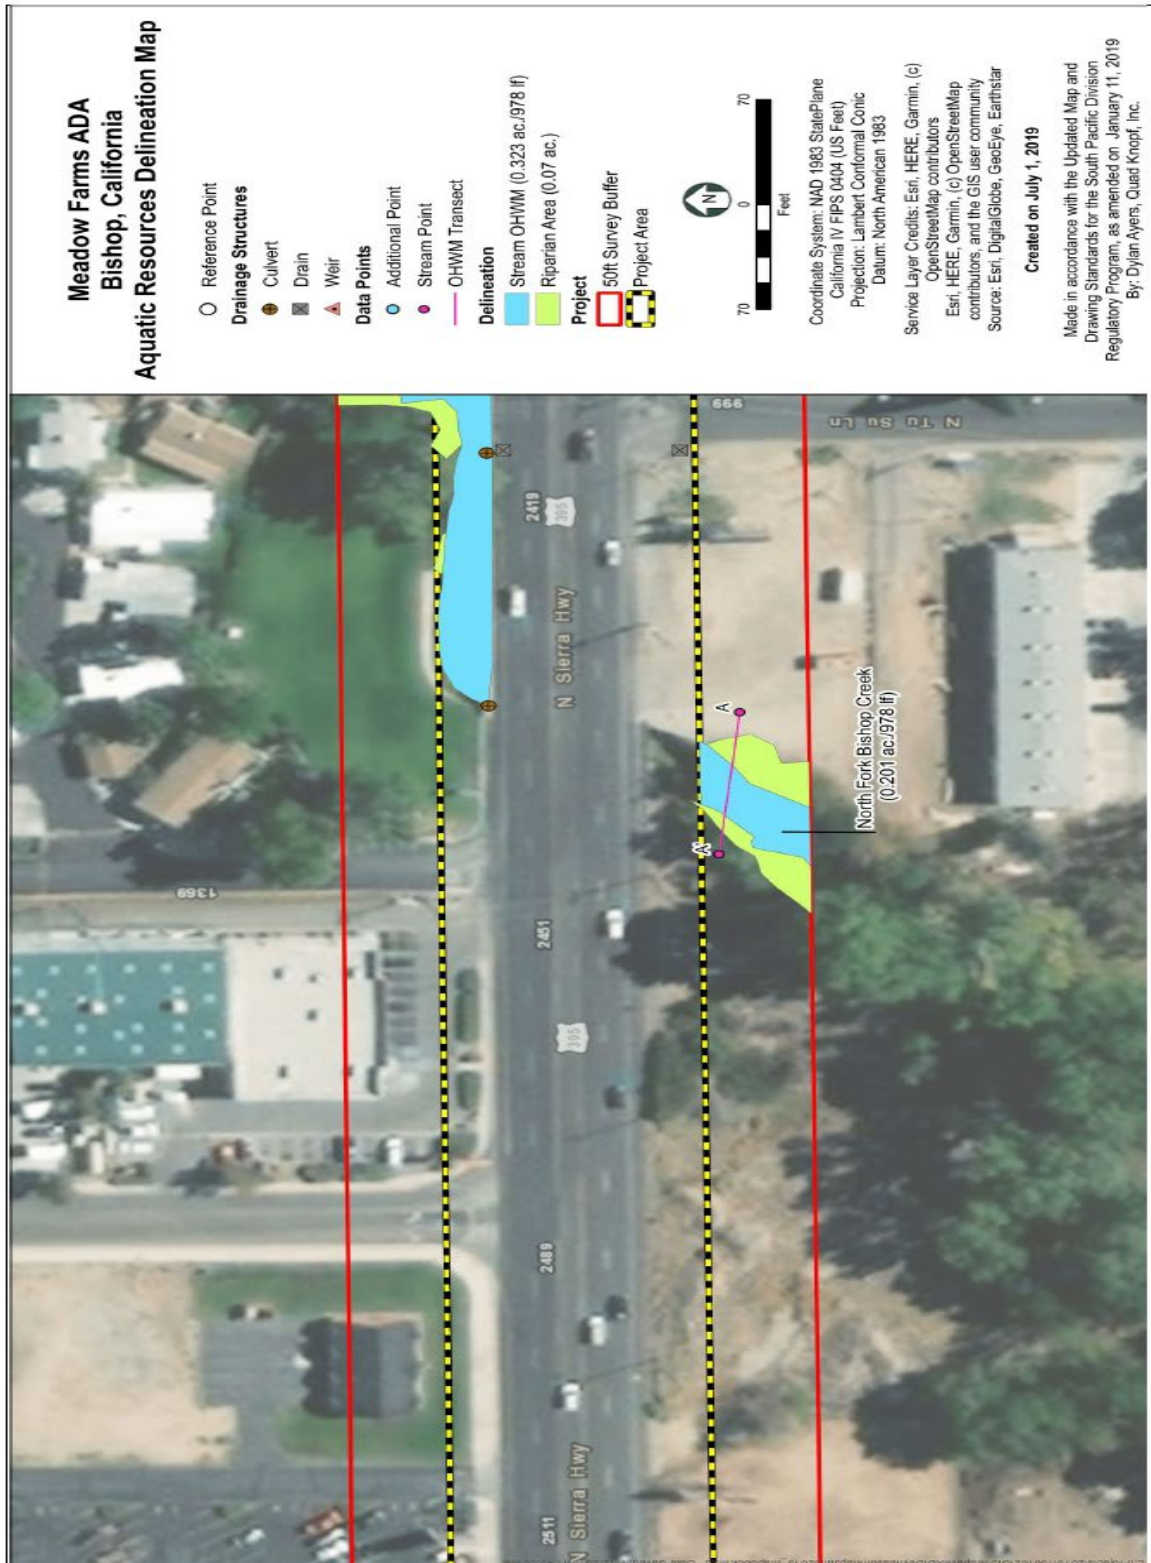 Meadow Farms ADA
Bishop, California
Aquatic Resources Delineation Map
Reference Point
Drainage Structures
Culvert
Drain
Weir
Data Points
Additional Point
Stream Point
OHWM Transect
Delineation
Stream OHWM (0.323 ac./978 lf)
Riparian Area (0.07 ac.)
Project
50ft Survey Buffer
Project Area
N
70 0 70
Feet
Coordinate System: NAD 1983 StatePlane
California IV FIPS 0404 (US Feet)
Projection: Lambert Conformal Conic
Datum: North American 1983
Service Layer Credits: Esri, HERE, Garmin, (c)
OpenStreetMap contributors
Esri, HERE, Garmin, (c) OpenStreetMap
contributors, and the GIS user community
Source: Esri, DigitalGlobe, GeoEye, Earthstar
Created on July 1, 2019
Made in accordance with the Updated Map and
Drawing Standards for the South Pacific Division
Regulatory Program, as amended on January 11, 2019
By: Dylan Ayers, Quad Knopf, Inc.
1369
2511
N Sierra Hwy
2489
395
2451
N Sierra Hwy
2419
395
A'
A
North Fork Bishop Creek
(0.201 ac./978 lf)
999
N Tu Su Ln